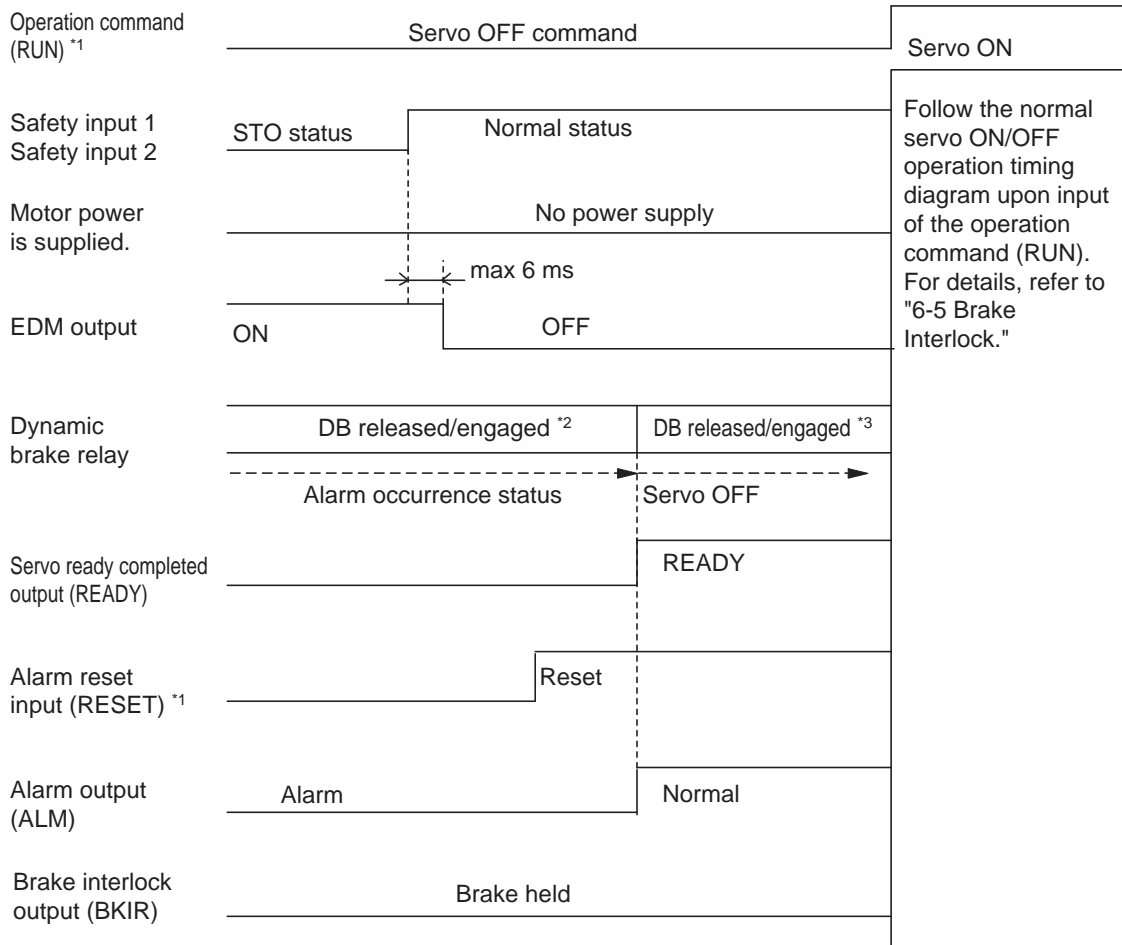 Operation command
(RUN) *1
Servo OFF command
Servo ON
Safety input 1
Safety input 2
STO status
Normal status
Follow the normal
servo ON/OFF
operation timing
diagram upon input
of the operation
command (RUN).
For details, refer to
"6-5 Brake
Interlock."
Motor power
is supplied.
No power supply
max 6 ms
EDM output
ON
OFF
Dynamic
brake relay
DB released/engaged *2
DB released/engaged *3
Alarm occurrence status
Servo OFF
Servo ready completed
output (READY)
READY
Alarm reset
input (RESET) *1
Reset
Alarm output
(ALM)
Alarm
Normal
Brake interlock
output (BKIR)
Brake held